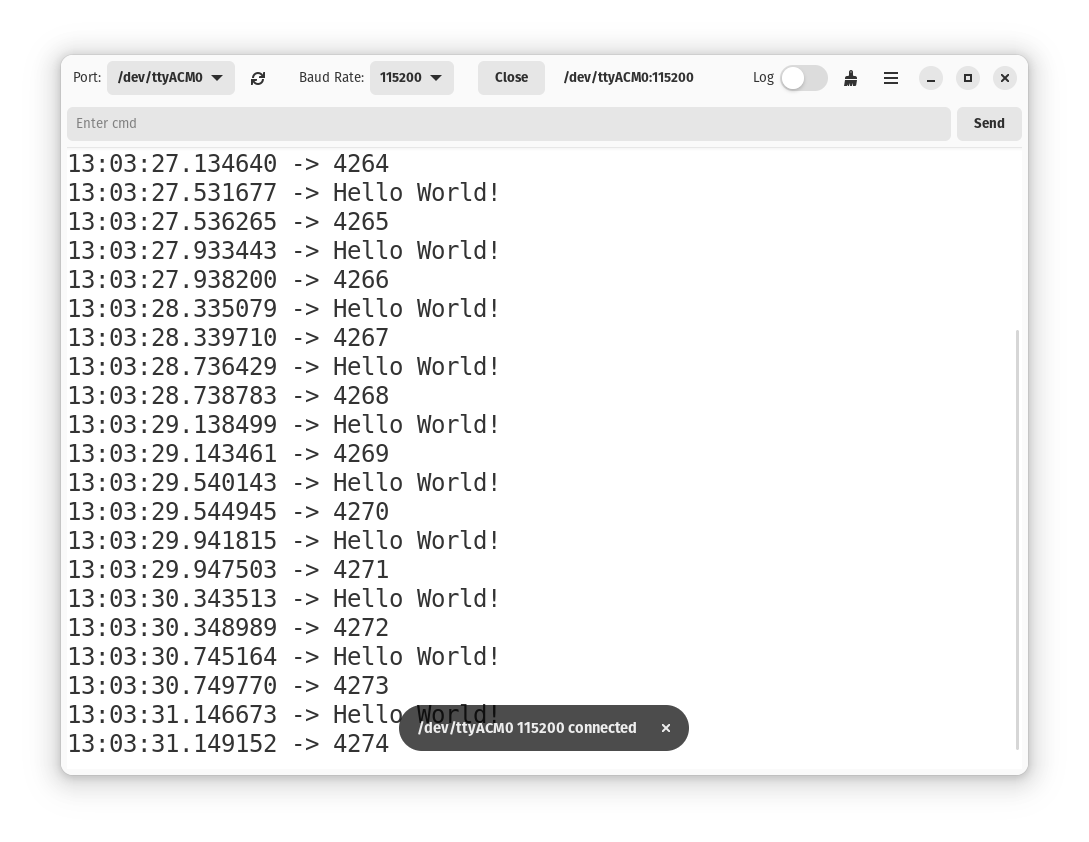 Port: /dev/ttyACM0 Baud Rate: 115200 Close /dev/ttyACM0:115200 Log
Enter cmd Send
13:03:27.134640 -> 4264
13:03:27.531677 -> Hello World!
13:03:27.536265 -> 4265
13:03:27.933443 -> Hello World!
13:03:27.938200 -> 4266
13:03:28.335079 -> Hello World!
13:03:28.339710 -> 4267
13:03:28.736429 -> Hello World!
13:03:28.738783 -> 4268
13:03:29.138499 -> Hello World!
13:03:29.143461 -> 4269
13:03:29.540143 -> Hello World!
13:03:29.544945 -> 4270
13:03:29.941815 -> Hello World!
13:03:29.947503 -> 4271
13:03:30.343513 -> Hello World!
13:03:30.348989 -> 4272
13:03:30.745164 -> Hello World!
13:03:30.749770 -> 4273
13:03:31.146673 -> Hello World!
/dev/ttyACM0 115200 connected
13:03:31.149152 -> 4274